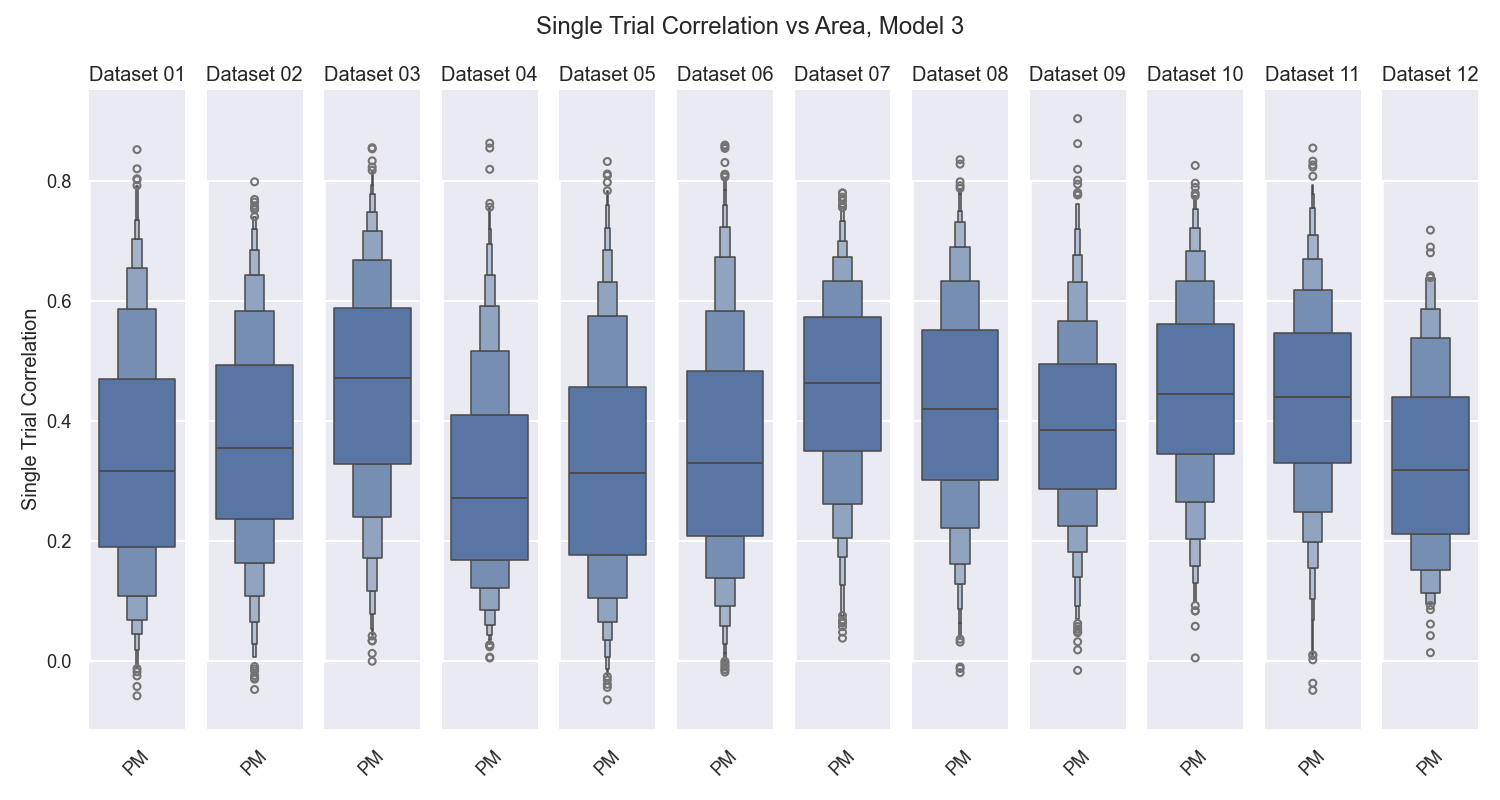 Single Trial Correlation vs Area, Model 3
Dataset 01 Dataset 02 Dataset 03 Dataset 04 Dataset 05 Dataset 06 Dataset 07 Dataset 08 Dataset 09 Dataset 10 Dataset 11 Dataset 12
Single Trial Correlation
0.8
0.6
0.4
0.2
0.0
PM PM PM PM PM PM PM PM PM PM PM PM